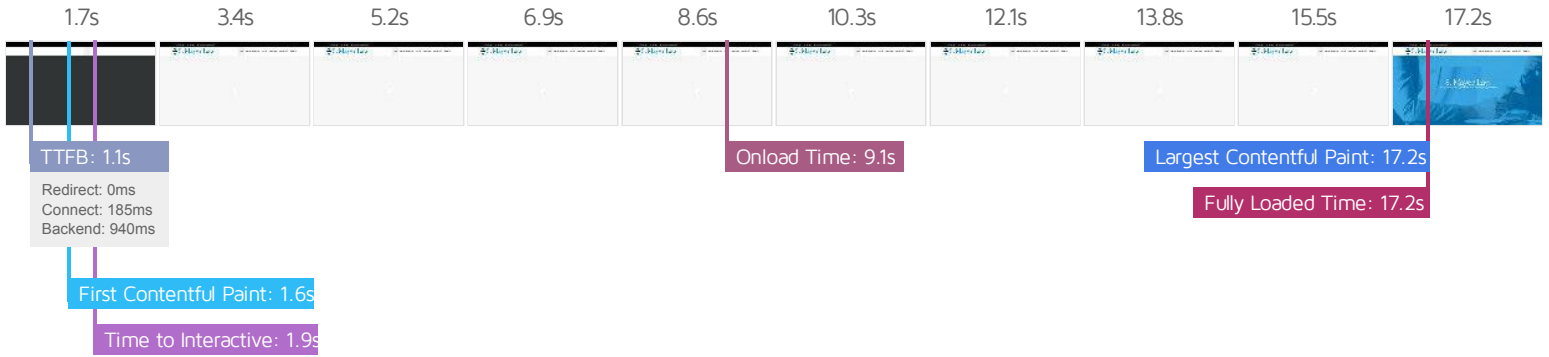 1.7s 3.4s 5.2s 6.9s 8.6s 10.3s 12.1s 13.8s 15.5s 17.2s
TTFB: 1.1s
Redirect: 0ms
Connect: 185ms
Backend: 940ms
Onload Time: 9.1s
Largest Contentful Paint: 17.2s
Fully Loaded Time: 17.2s
First Contentful Paint: 1.6s
Time to Interactive: 1.9s